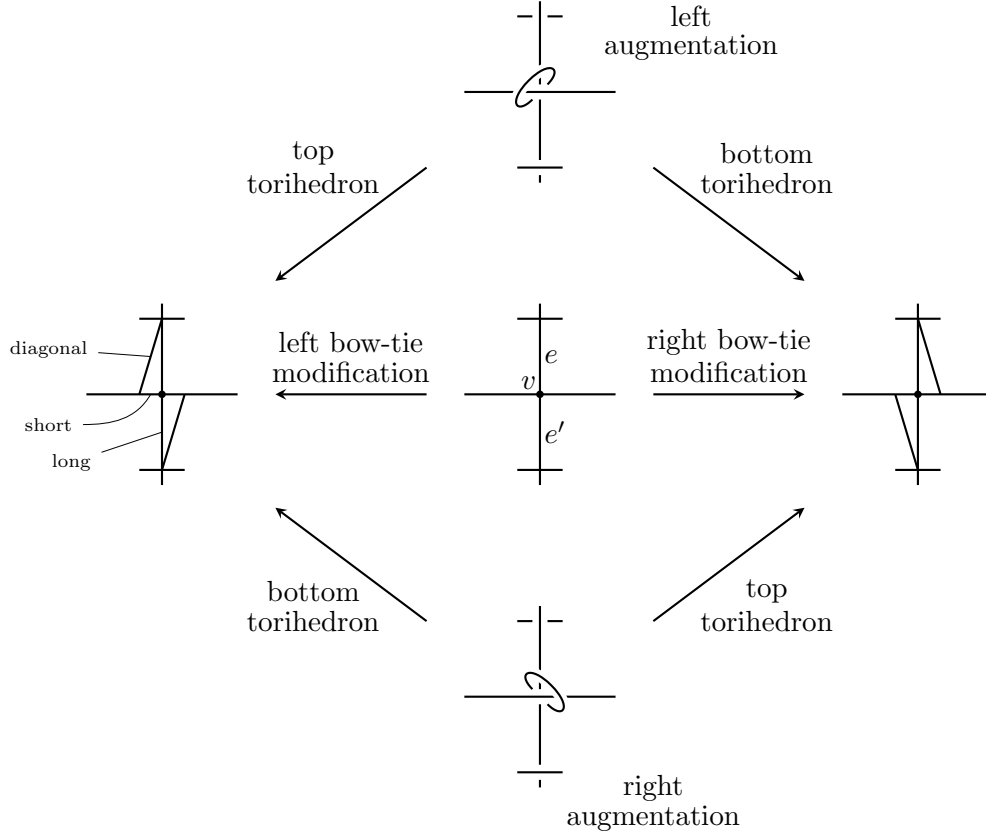 left
augmentation
top
torihedron
bottom
torihedron
diagonal
short
long
left bow-tie
modification
e
v
e′
right bow-tie
modification
bottom
torihedron
top
torihedron
right
augmentation